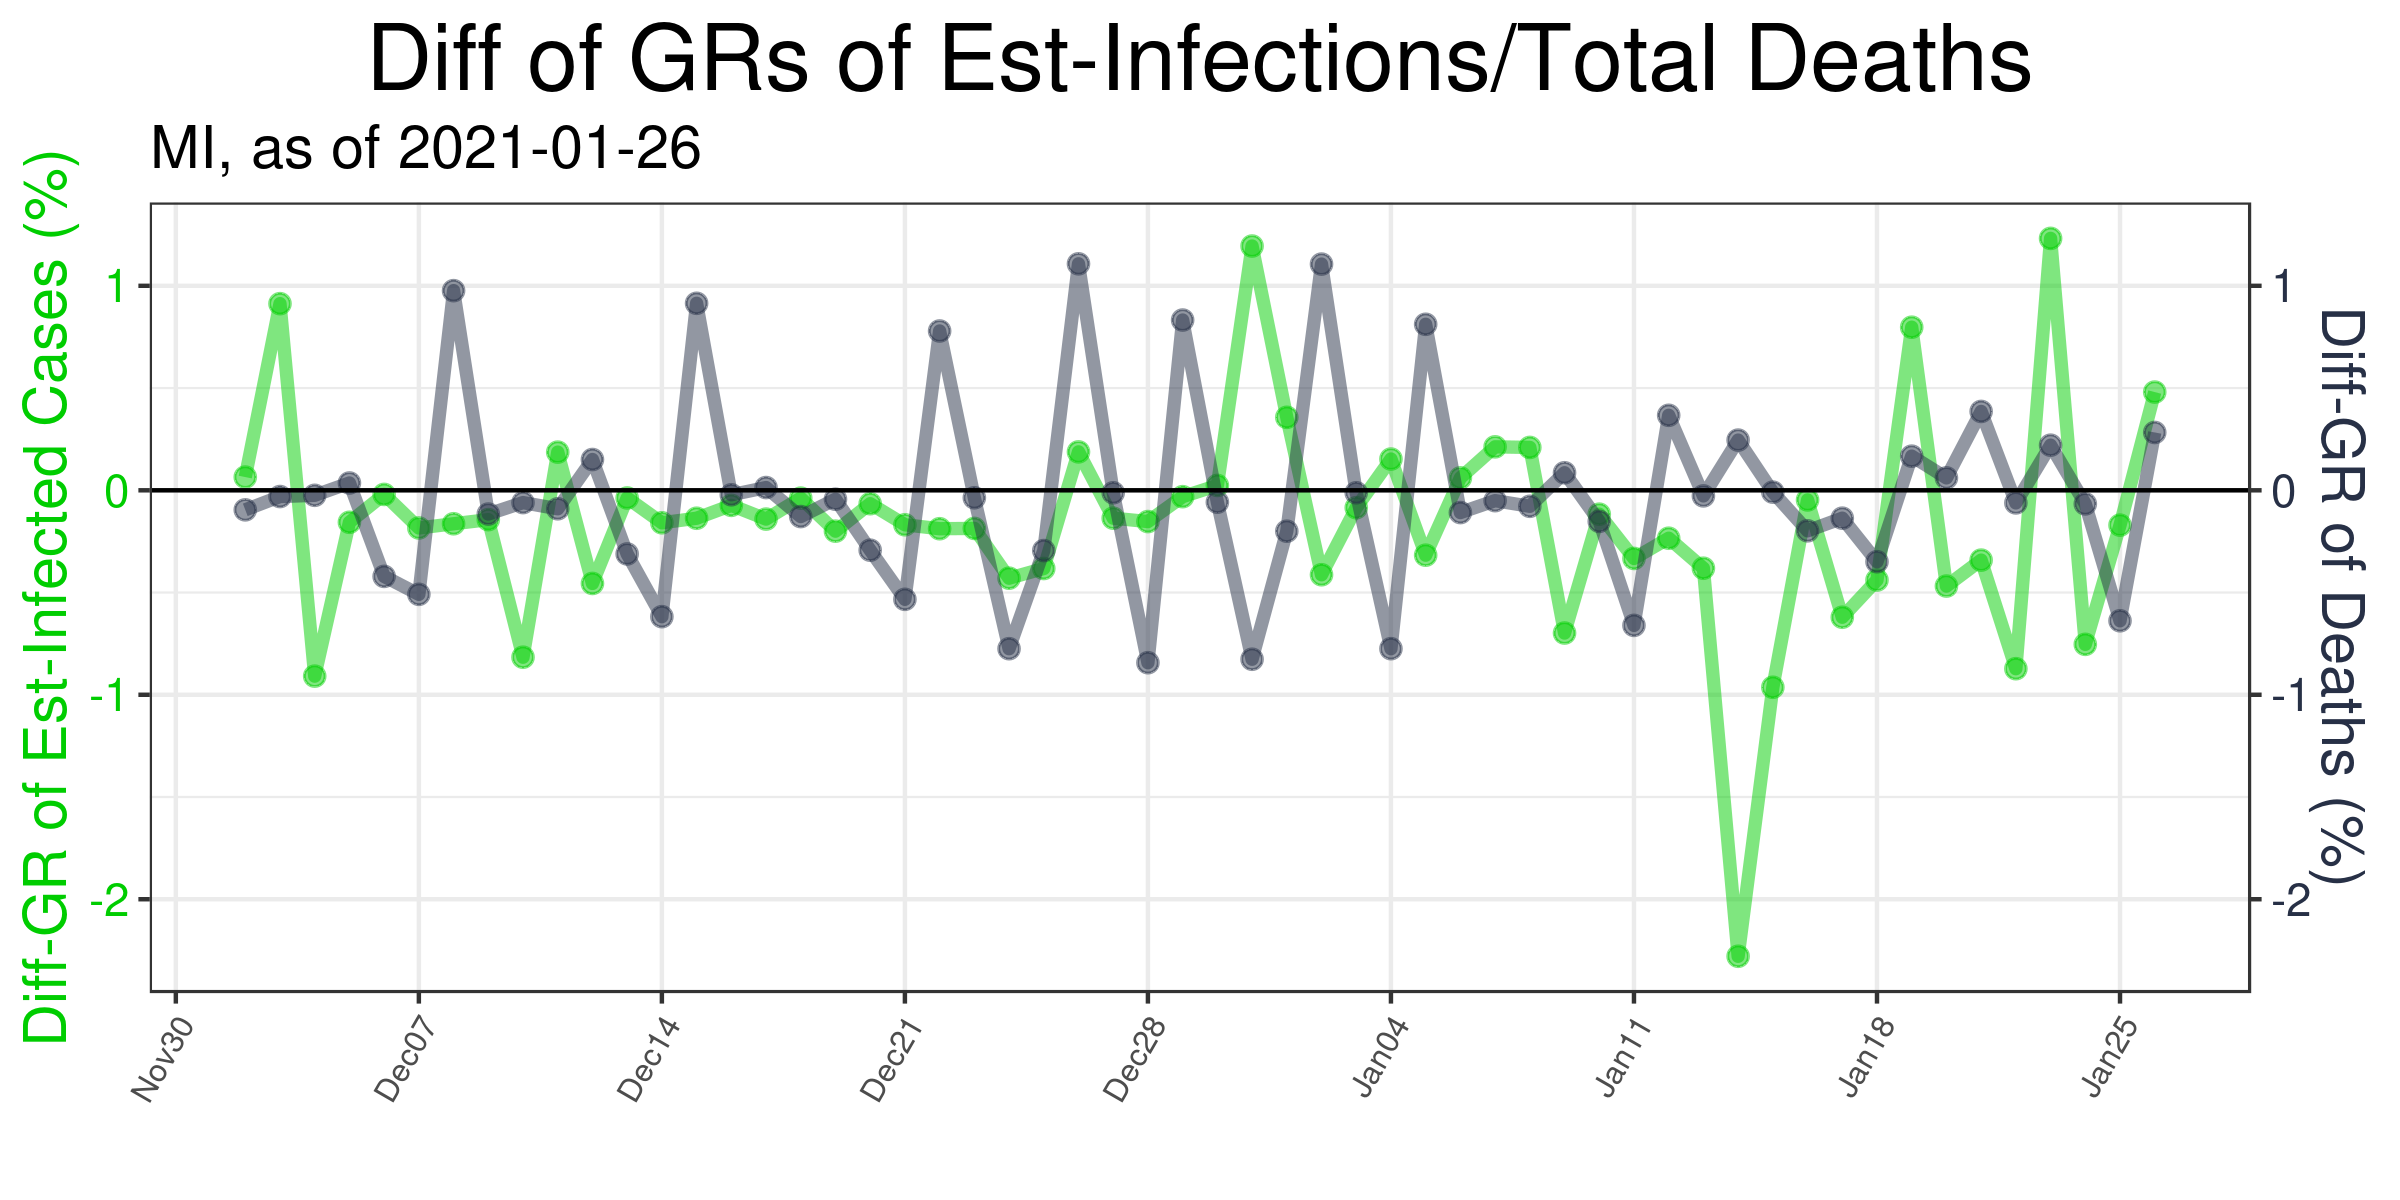 Diff of GRs of Est-Infections/Total Deaths
MI, as of 2021-01-26
Diff-GR of Est-Infected Cases (%)
1
0
-1
-2
1
0
-1
-2
Diff-GR of Deaths (%)
Nov30
Dec07
Dec14
Dec21
Dec28
Jan04
Jan11
Jan18
Jan25